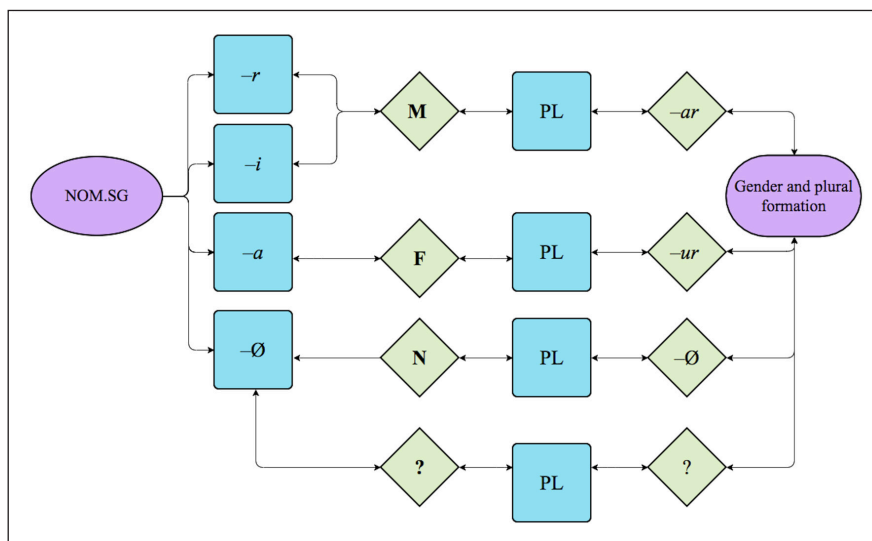 –r
M
PL
–ar
–i
NOM.SG
Gender and plural
formation
–a
F
PL
–ur
–Ø
N
PL
–Ø
?
PL
?